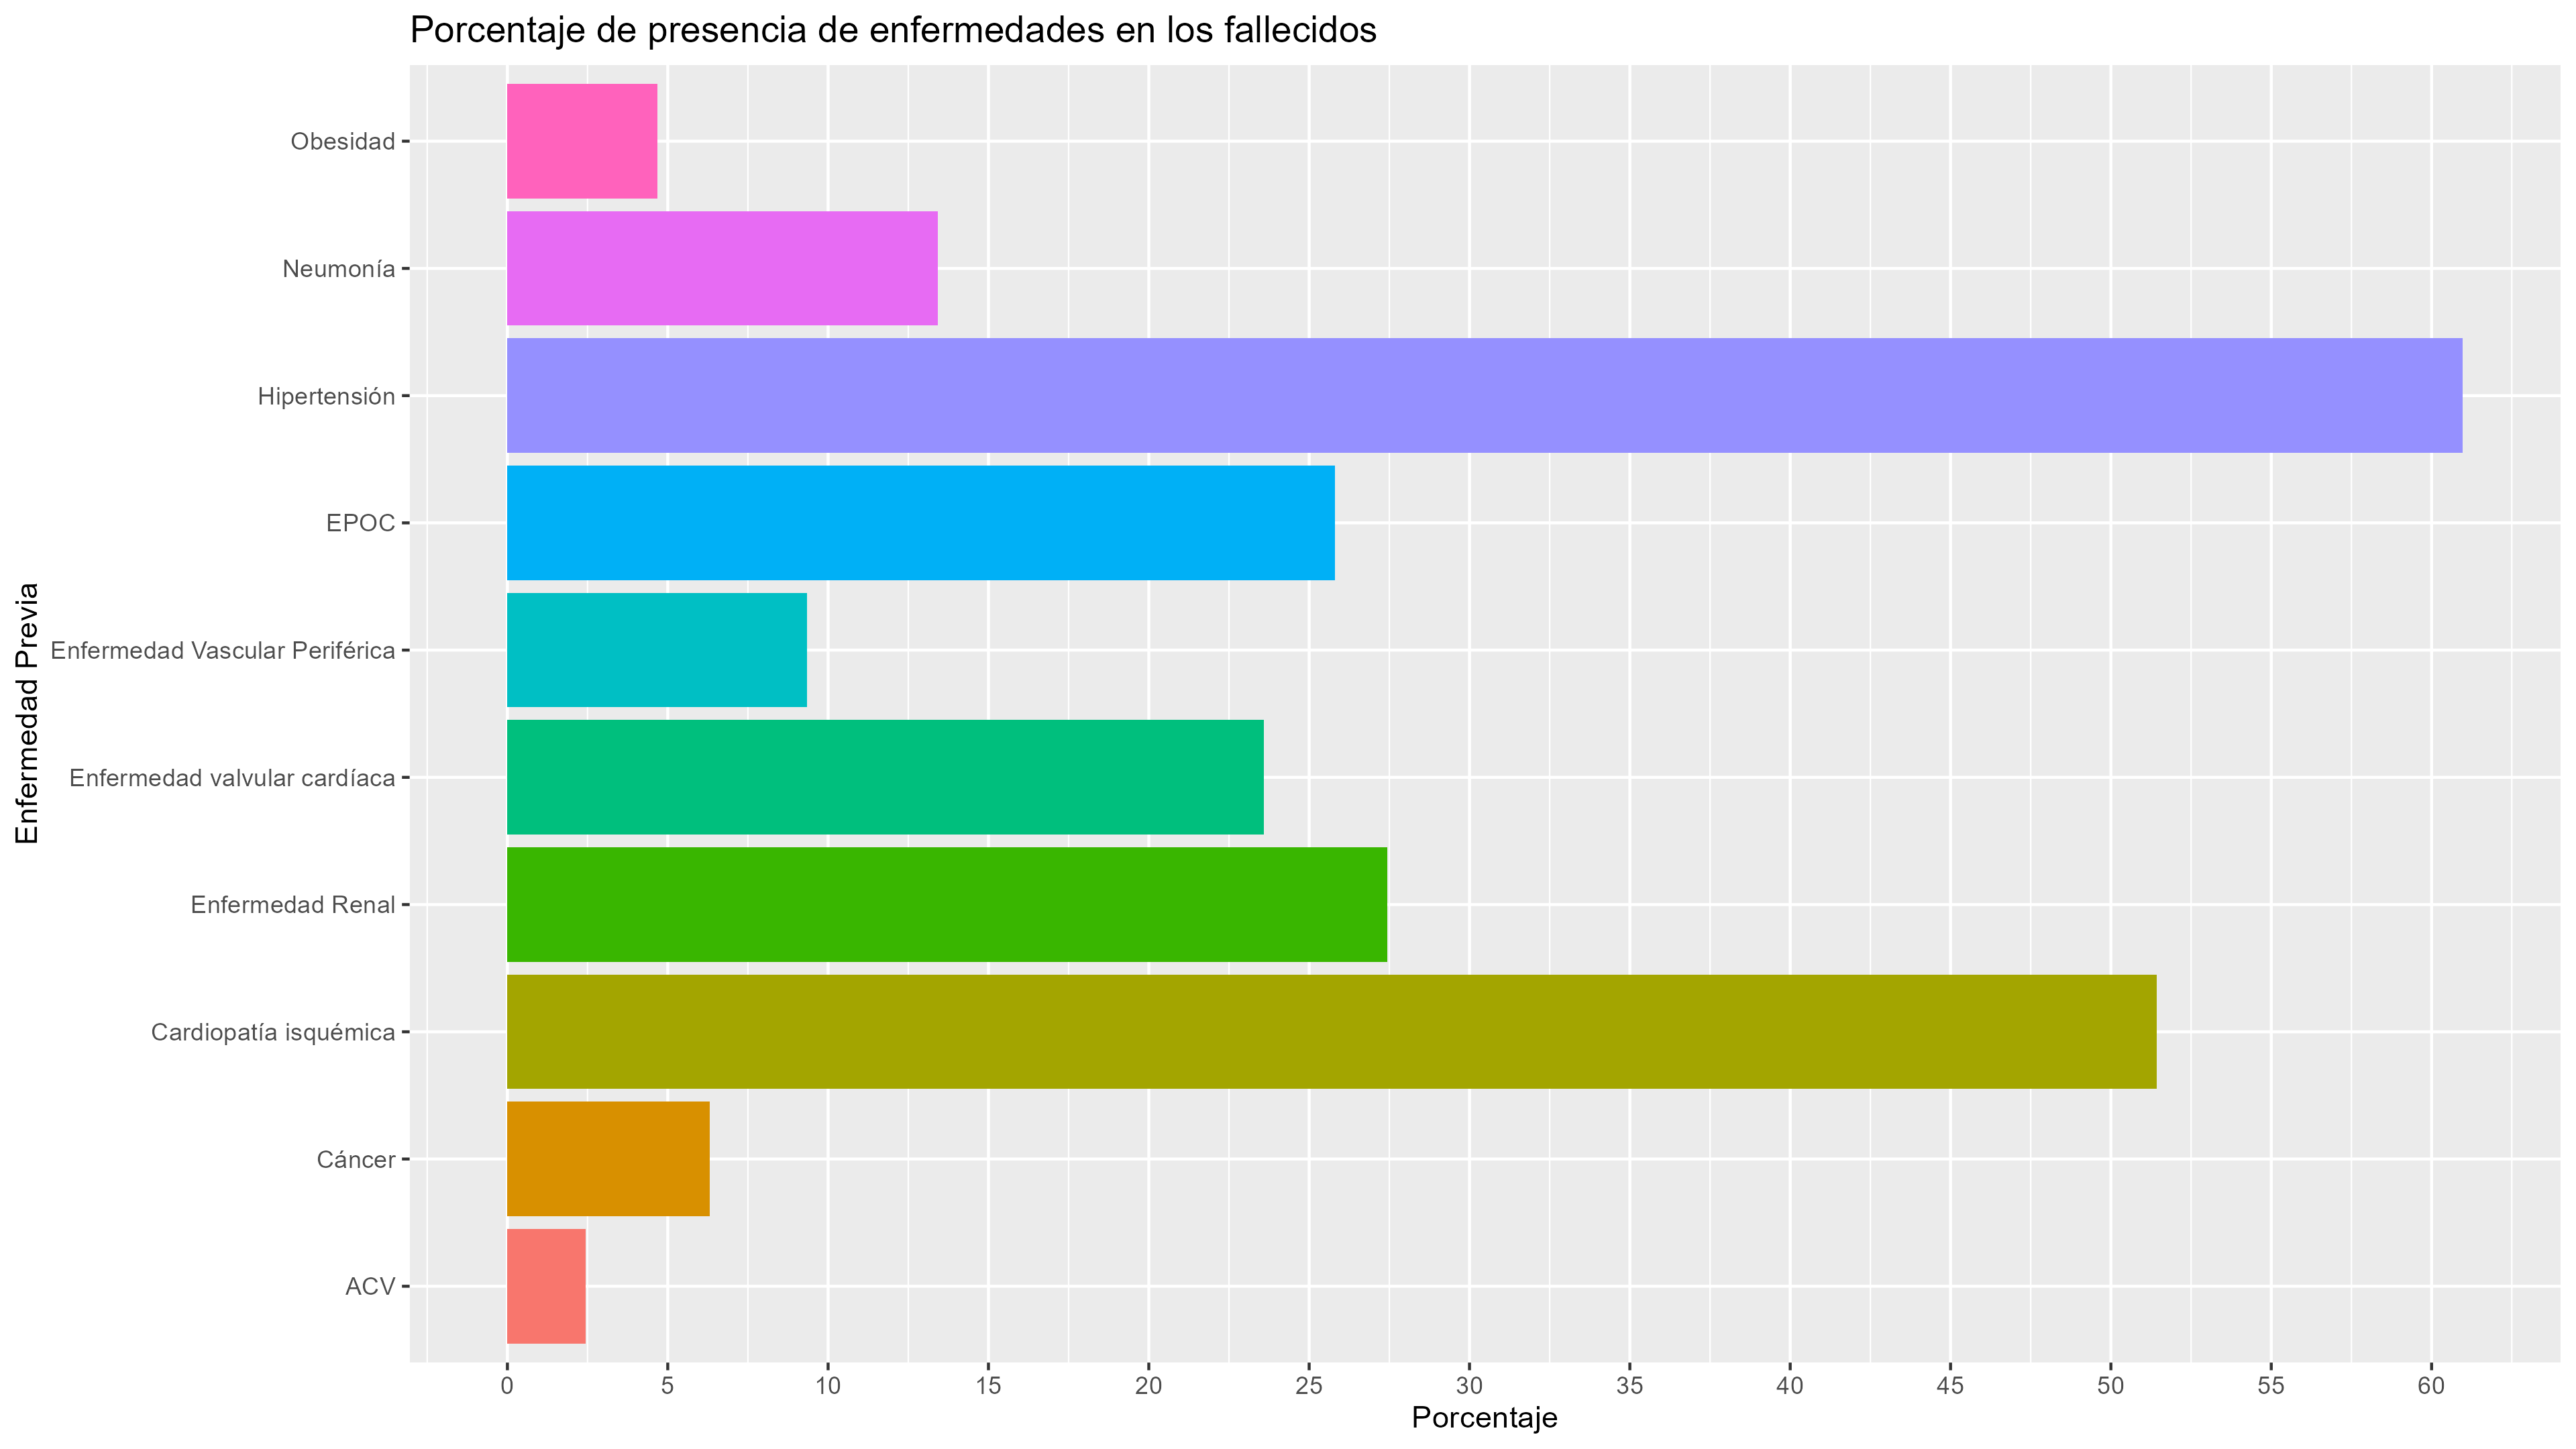 Porcentaje de presencia de enfermedades en los fallecidos
Enfermedad Previa
Obesidad
Neumonía
Hipertensión
EPOC
Enfermedad Vascular Periférica
Enfermedad valvular cardíaca
Enfermedad Renal
Cardiopatía isquémica
Cáncer
ACV
0 5 10 15 20 25 30 35 40 45 50 55 60
Porcentaje